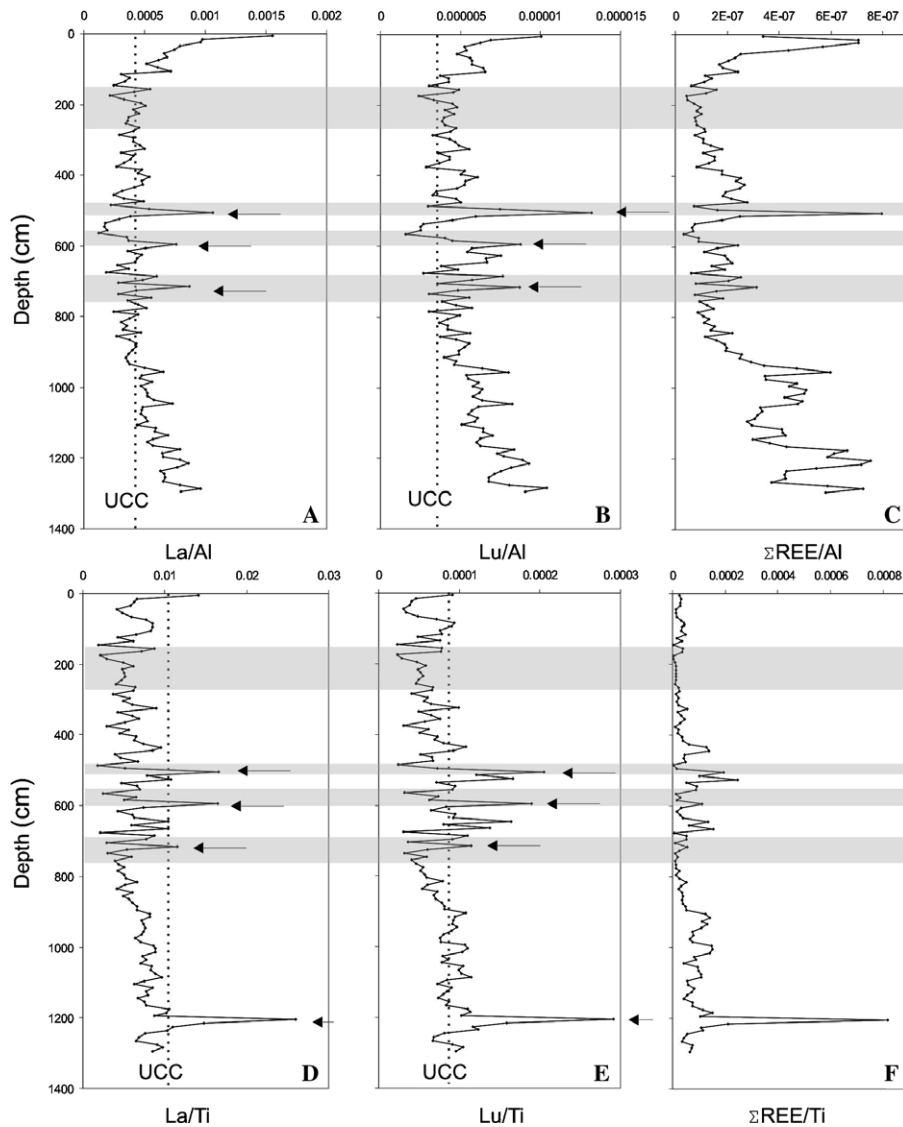 0 0.0005 0.001 0.0015 0.002
0 0.000005 0.00001 0.000015
0 2E-07 4E-07 6E-07 8E-07
0
200
400
600
800
1000
1200
1400
Depth (cm)
UCC
A
UCC
B
C
La/Al
Lu/Al
ΣREE/Al
0 0.01 0.02 0.03
0 0.0001 0.0002 0.0003
0 0.0002 0.0004 0.0006 0.0008
0
200
400
600
800
1000
1200
1400
Depth (cm)
UCC
D
UCC
E
F
La/Ti
Lu/Ti
ΣREE/Ti